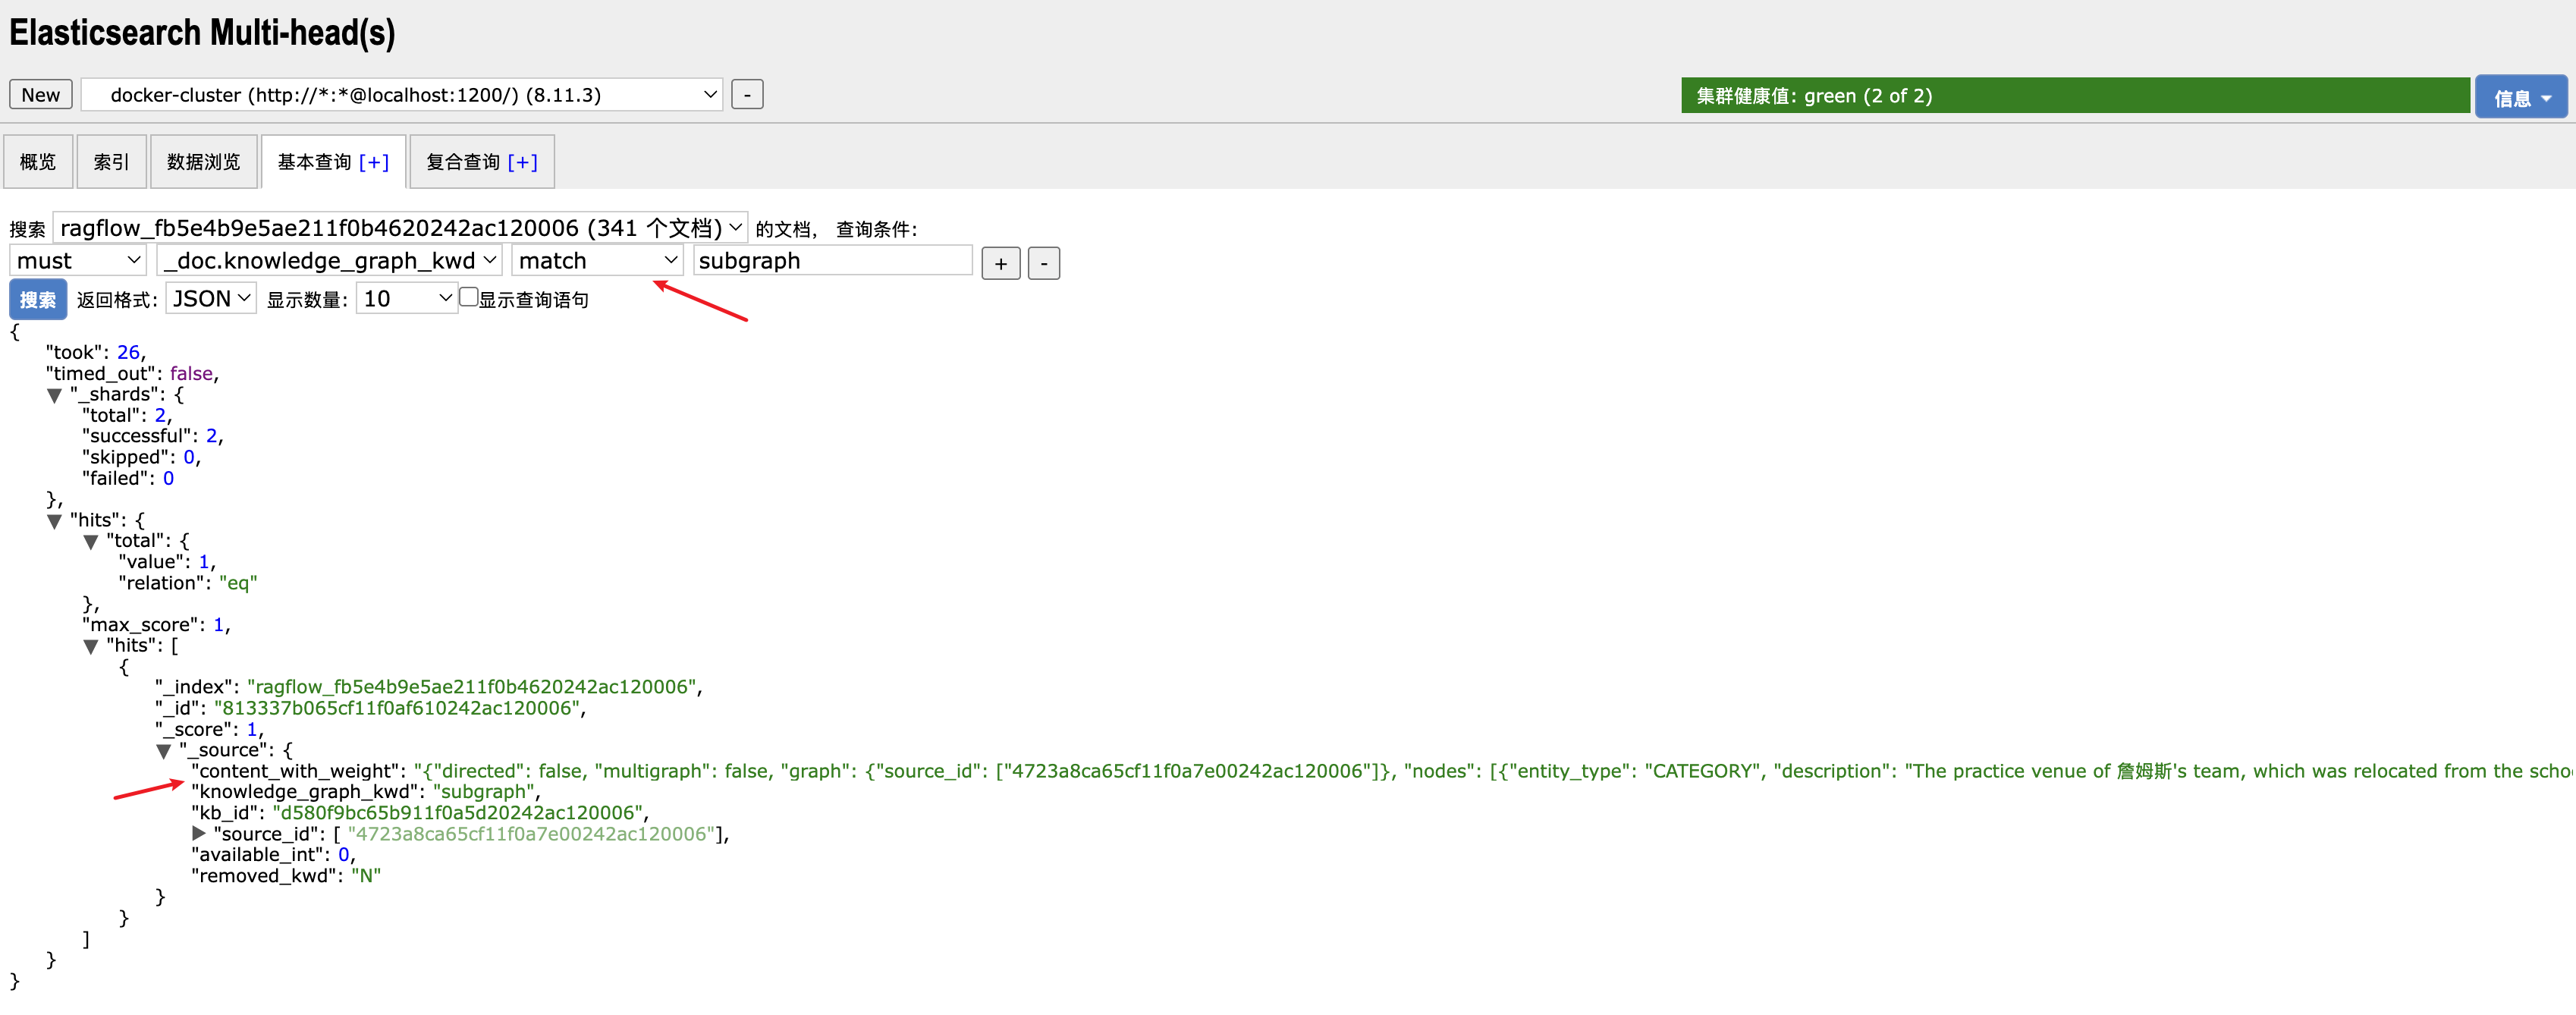 Elasticsearch Multi-head(s)
New docker-cluster (http://*:*@localhost:1200/) (8.11.3) - 集群健康值: green (2 of 2) 信息
概览 索引 数据浏览 基本查询 [+] 复合查询 [+]
搜索 ragflow_fb5e4b9e5ae211f0b4620242ac120006 (341 个文档) 的文档， 查询条件:
must _doc.knowledge_graph_kwd match subgraph + -
搜索 返回格式: JSON 显示数量: 10 显示查询语句
{
"took": 26,
"timed_out": false,
▼ "_shards": {
"total": 2,
"successful": 2,
"skipped": 0,
"failed": 0
},
▼ "hits": {
▼ "total": {
"value": 1,
"relation": "eq"
},
"max_score": 1,
▼ "hits": [
{
"_index": "ragflow_fb5e4b9e5ae211f0b4620242ac120006",
"_id": "813337b065cf11f0af610242ac120006",
"_score": 1,
▼ "_source": {
"content_with_weight": "{"directed": false, "multigraph": false, "graph": {"source_id": ["4723a8ca65cf11f0a7e00242ac120006"]}, "nodes": [{"entity_type": "CATEGORY", "description": "The practice venue of 詹姆斯's team, which was relocated from the scho
"knowledge_graph_kwd": "subgraph",
"kb_id": "d580f9bc65b911f0a5d20242ac120006",
▶ "source_id": [ "4723a8ca65cf11f0a7e00242ac120006"],
"available_int": 0,
"removed_kwd": "N"
}
}
]
}
}